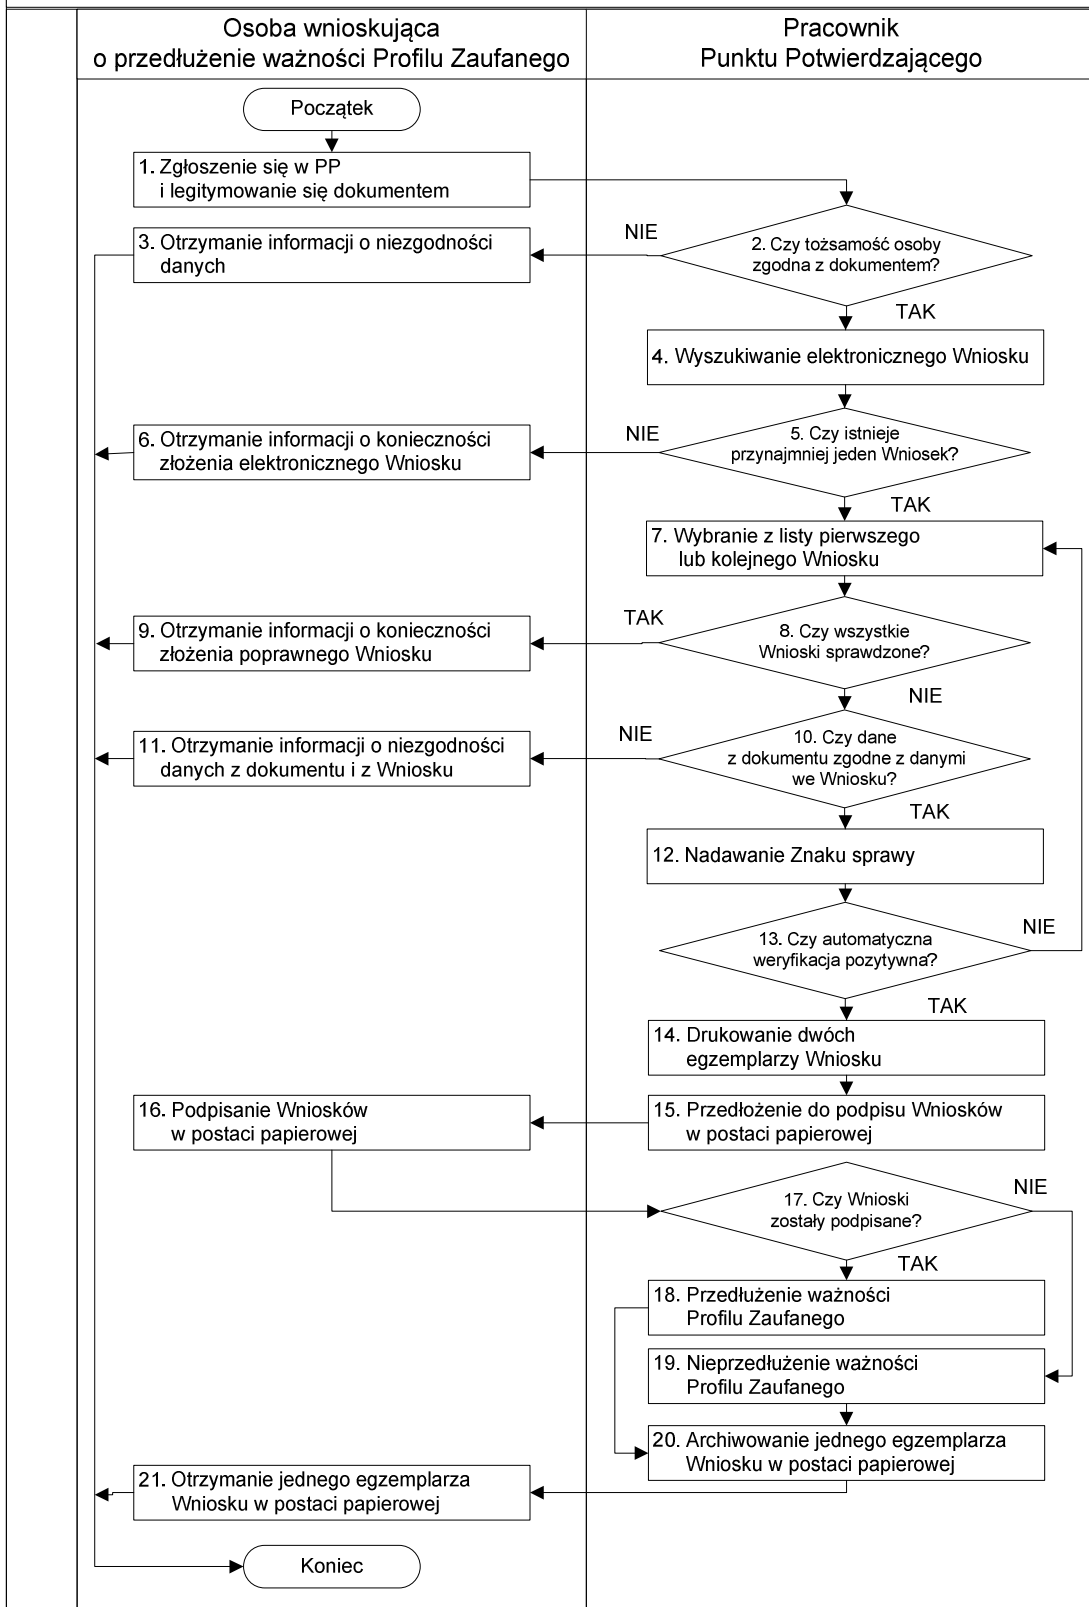 Osoba wnioskująca
o przedłużenie ważności Profilu Zaufanego
Pracownik
Punktu Potwierdzającego
Początek
1. Zgłoszenie się w PP
i legitymowanie się dokumentem
2. Czy tożsamość osoby
zgodna z dokumentem?
NIE
3. Otrzymanie informacji o niezgodności
danych
TAK
4. Wyszukiwanie elektronicznego Wniosku
5. Czy istnieje
przynajmniej jeden Wniosek?
NIE
6. Otrzymanie informacji o konieczności
złożenia elektronicznego Wniosku
TAK
7. Wybranie z listy pierwszego
lub kolejnego Wniosku
8. Czy wszystkie
Wnioski sprawdzone?
TAK
9. Otrzymanie informacji o konieczności
złożenia poprawnego Wniosku
NIE
10. Czy dane
z dokumentu zgodne z danymi
we Wniosku?
NIE
11. Otrzymanie informacji o niezgodności
danych z dokumentu i z Wniosku
TAK
12. Nadawanie Znaku sprawy
13. Czy automatyczna
weryfikacja pozytywna?
NIE
TAK
14. Drukowanie dwóch
egzemplarzy Wniosku
15. Przedłożenie do podpisu Wniosków
w postaci papierowej
16. Podpisanie Wniosków
w postaci papierowej
17. Czy Wnioski
zostały podpisane?
NIE
TAK
18. Przedłużenie ważności
Profilu Zaufanego
19. Nieprzedłużenie ważności
Profilu Zaufanego
20. Archiwowanie jednego egzemplarza
Wniosku w postaci papierowej
21. Otrzymanie jednego egzemplarza
Wniosku w postaci papierowej
Koniec